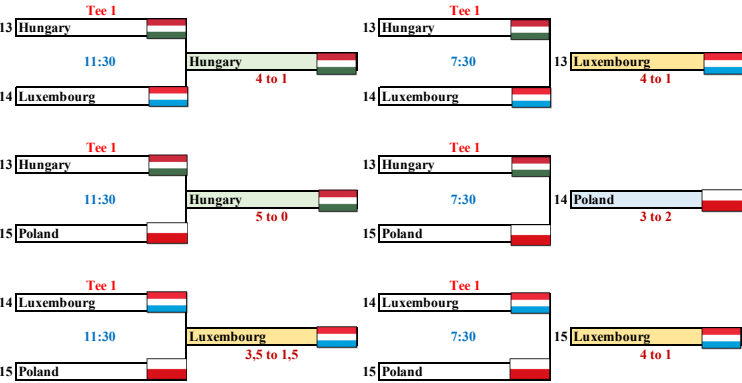 Tee 1
13 Hungary
11:30
Hungary
4 to 1
14 Luxembourg
Tee 1
13 Hungary
7:30
13 Luxembourg
4 to 1
14 Luxembourg
Tee 1
13 Hungary
11:30
Hungary
5 to 0
15 Poland
Tee 1
13 Hungary
7:30
14 Poland
3 to 2
15 Poland
Tee 1
14 Luxembourg
11:30
Luxembourg
3,5 to 1,5
15 Poland
Tee 1
14 Luxembourg
7:30
15 Luxembourg
4 to 1
15 Poland